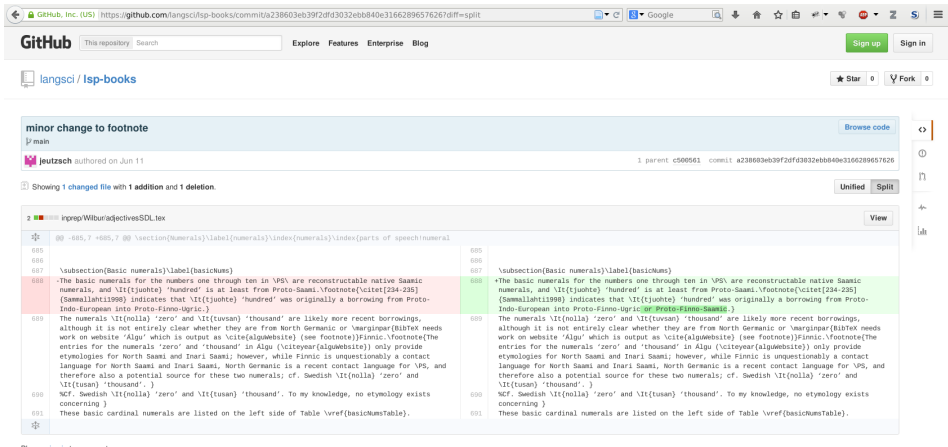 GitHub, Inc. (US) https://github.com/langsci/lsp-books/commit/a238603eb39f2dfd3032ebb840e3166289657626?diff=split Google
GitHub This repository Search Explore Features Enterprise Blog Sign up Sign in
langsci / lsp-books Star 0 Fork 0
minor change to footnote Browse code
main
jeutzsch authored on Jun 11 1 parent c500561 commit a238603eb39f2dfd3032ebb840e3166289657626
Showing 1 changed file with 1 addition and 1 deletion. Unified Split
2 inprep/Wilbur/adjectivesSDL.tex View
@@ -685,7 +685,7 @@ \section{Numerals}\label{numerals}\index{numerals}\index{parts of speech!numeral
685
686
687 \subsection{Basic numerals}\label{basicNums}
688 -The basic numerals for the numbers one through ten in \PS\ are reconstructable native Saamic
numerals, and \It{tjuohte} ‘hundred’ is at least from Proto-Saami.\footnote{\citet[234-235]
{Sammallahti1998} indicates that \It{tjuohte} ‘hundred’ was originally a borrowing from Proto-
Indo-European into Proto-Finno-Ugric.}
689 The numerals \It{nolla} ‘zero’ and \It{tuvsan} ‘thousand’ are likely more recent borrowings,
although it is not entirely clear whether they are from North Germanic or \marginpar{BibTeX needs
work on website ‘Álgu’ which is output as \cite{alguWebsite} (see footnote)}Finnic.\footnote{The
entries for the numerals ‘zero’ and ‘thousand’ in Algu (\citeyear{alguWebsite}) only provide
etymologies for North Saami and Inari Saami; however, while Finnic is unquestionably a contact
language for North Saami and Inari Saami, North Germanic is a recent contact language for \PS, and
therefore also a potential source for these two numerals; cf. Swedish \It{nolla} ‘zero’ and
\It{tusan} ‘thousand’. }
690 %Cf. Swedish \It{nolla} ‘zero’ and \It{tusan} ‘thousand’. To my knowledge, no etymology exists
concerning }
691 These basic cardinal numerals are listed on the left side of Table \vref{basicNumsTable}.
685
686
687 \subsection{Basic numerals}\label{basicNums}
688 +The basic numerals for the numbers one through ten in \PS\ are reconstructable native Saamic
numerals, and \It{tjuohte} ‘hundred’ is at least from Proto-Saami.\footnote{\citet[234-235]
{Sammallahti1998} indicates that \It{tjuohte} ‘hundred’ was originally a borrowing from Proto-
Indo-European into Proto-Finno-Ugric or Proto-Finno-Saamic.}
689 The numerals \It{nolla} ‘zero’ and \It{tuvsan} ‘thousand’ are likely more recent borrowings,
although it is not entirely clear whether they are from North Germanic or \marginpar{BibTeX needs
work on website ‘Álgu’ which is output as \cite{alguWebsite} (see footnote)}Finnic.\footnote{The
entries for the numerals ‘zero’ and ‘thousand’ in Algu (\citeyear{alguWebsite}) only provide
etymologies for North Saami and Inari Saami; however, while Finnic is unquestionably a contact
language for North Saami and Inari Saami, North Germanic is a recent contact language for \PS, and
therefore also a potential source for these two numerals; cf. Swedish \It{nolla} ‘zero’ and
\It{tusan} ‘thousand’. }
690 %Cf. Swedish \It{nolla} ‘zero’ and \It{tusan} ‘thousand’. To my knowledge, no etymology exists
concerning }
691 These basic cardinal numerals are listed on the left side of Table \vref{basicNumsTable}.